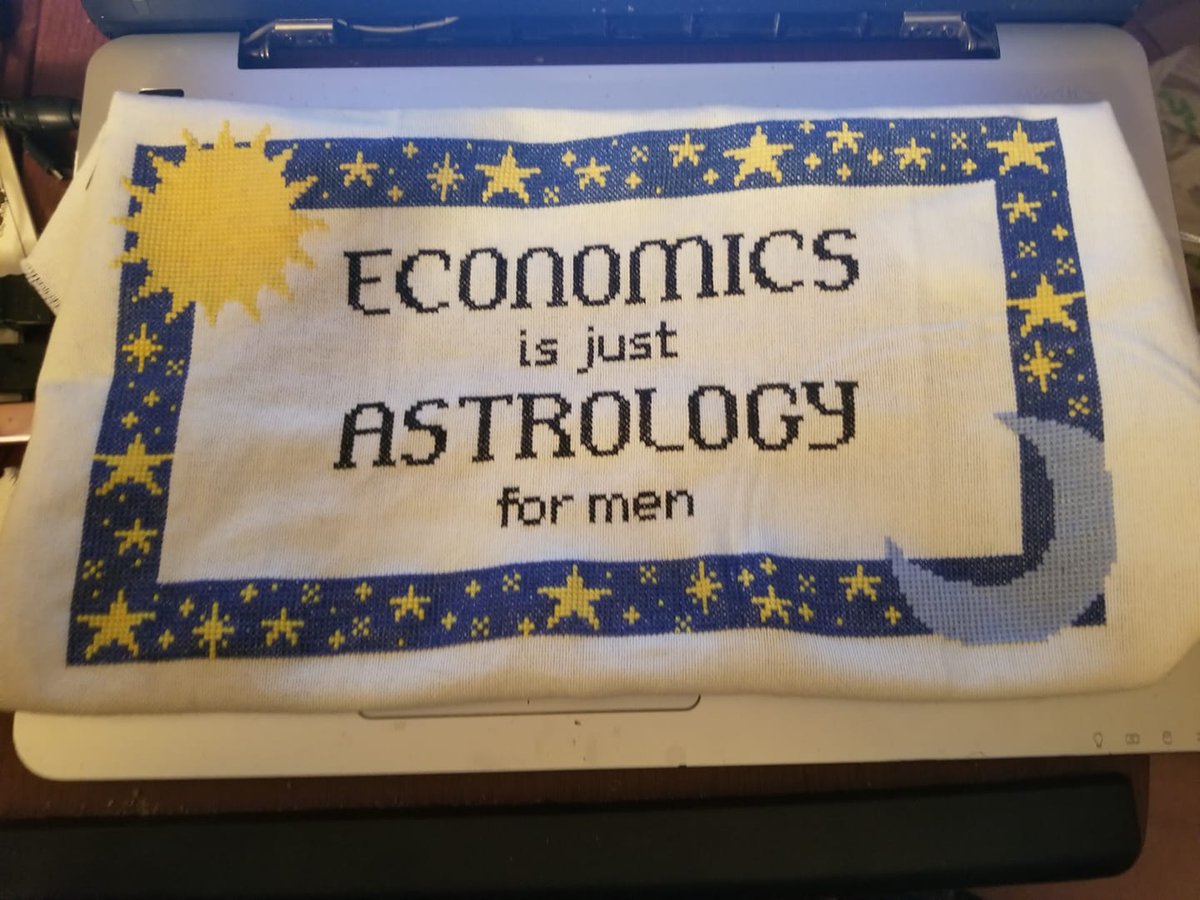 ECONOMICS
is just
ASTROLOGY
for men